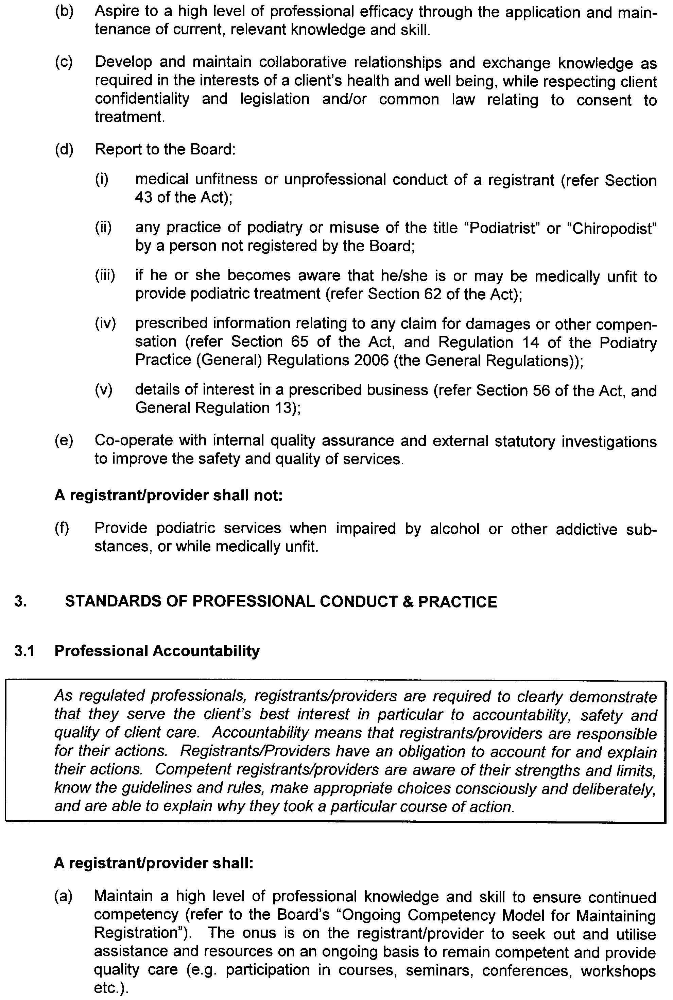 (b) Aspire to a high level of professional efficacy through the application and main-
tenance of current, relevant knowledge and skill.
(c) Develop and maintain collaborative relationships and exchange knowledge as
required in the interests of a client's health and well being, while respecting client
confidentiality and legislation and/or common law relating to consent to
treatment.
(d) Report to the Board:
(i) medical unfitness or unprofessional conduct of a registrant (refer Section
43 of the Act);
(ii) any practice of podiatry or misuse of the title “Podiatrist” or “Chiropodist”
by a person not registered by the Board;
(iii) if he or she becomes aware that he/she is or may be medically unfit to
provide podiatric treatment (refer Section 62 of the Act);
(iv) prescribed information relating to any claim for damages or other compen-
sation (refer Section 65 of the Act, and Regulation 14 of the Podiatry
Practice (General) Regulations 2006 (the General Regulations));
(v) details of interest in a prescribed business (refer Section 56 of the Act, and
General Regulation 13);
(e) Co-operate with internal quality assurance and external statutory investigations
to improve the safety and quality of services.
A registrant/provider shall not:
(f) Provide podiatric services when impaired by alcohol or other addictive sub-
stances, or while medically unfit.
3. STANDARDS OF PROFESSIONAL CONDUCT & PRACTICE
3.1 Professional Accountability
As regulated professionals, registrants/providers are required to clearly demonstrate
that they serve the client's best interest in particular to accountability, safety and
quality of client care. Accountability means that registrants/providers are responsible
for their actions. Registrants/Providers have an obligation to account for and explain
their actions. Competent registrants/providers are aware of their strengths and limits,
know the guidelines and rules, make appropriate choices consciously and deliberately,
and are able to explain why they took a particular course of action.
A registrant/provider shall:
(a) Maintain a high level of professional knowledge and skill to ensure continued
competency (refer to the Board's “Ongoing Competency Model for Maintaining
Registration”). The onus is on the registrant/provider to seek out and utilise
assistance and resources on an ongoing basis to remain competent and provide
quality care (e.g. participation in courses, seminars, conferences, workshops
etc.).